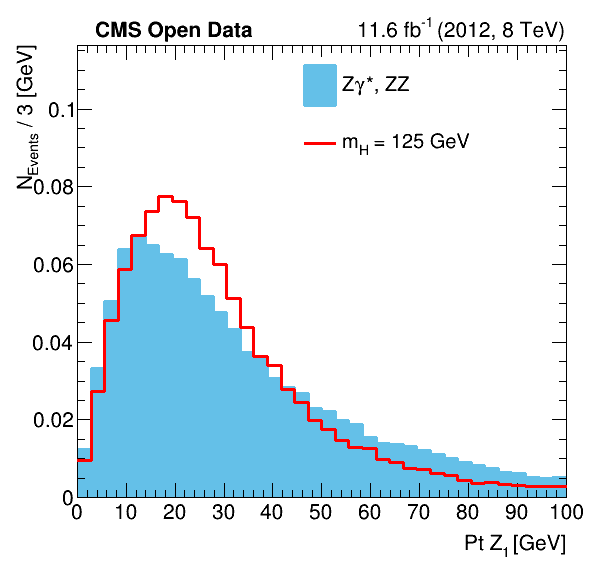 CMS Open Data
11.6 fb⁻¹ (2012, 8 TeV)
N_Events / 3 [GeV]
Zγ*, ZZ
m_H = 125 GeV
0.1
0.08
0.06
0.04
0.02
0
0 10 20 30 40 50 60 70 80 90 100
Pt Z₁ [GeV]